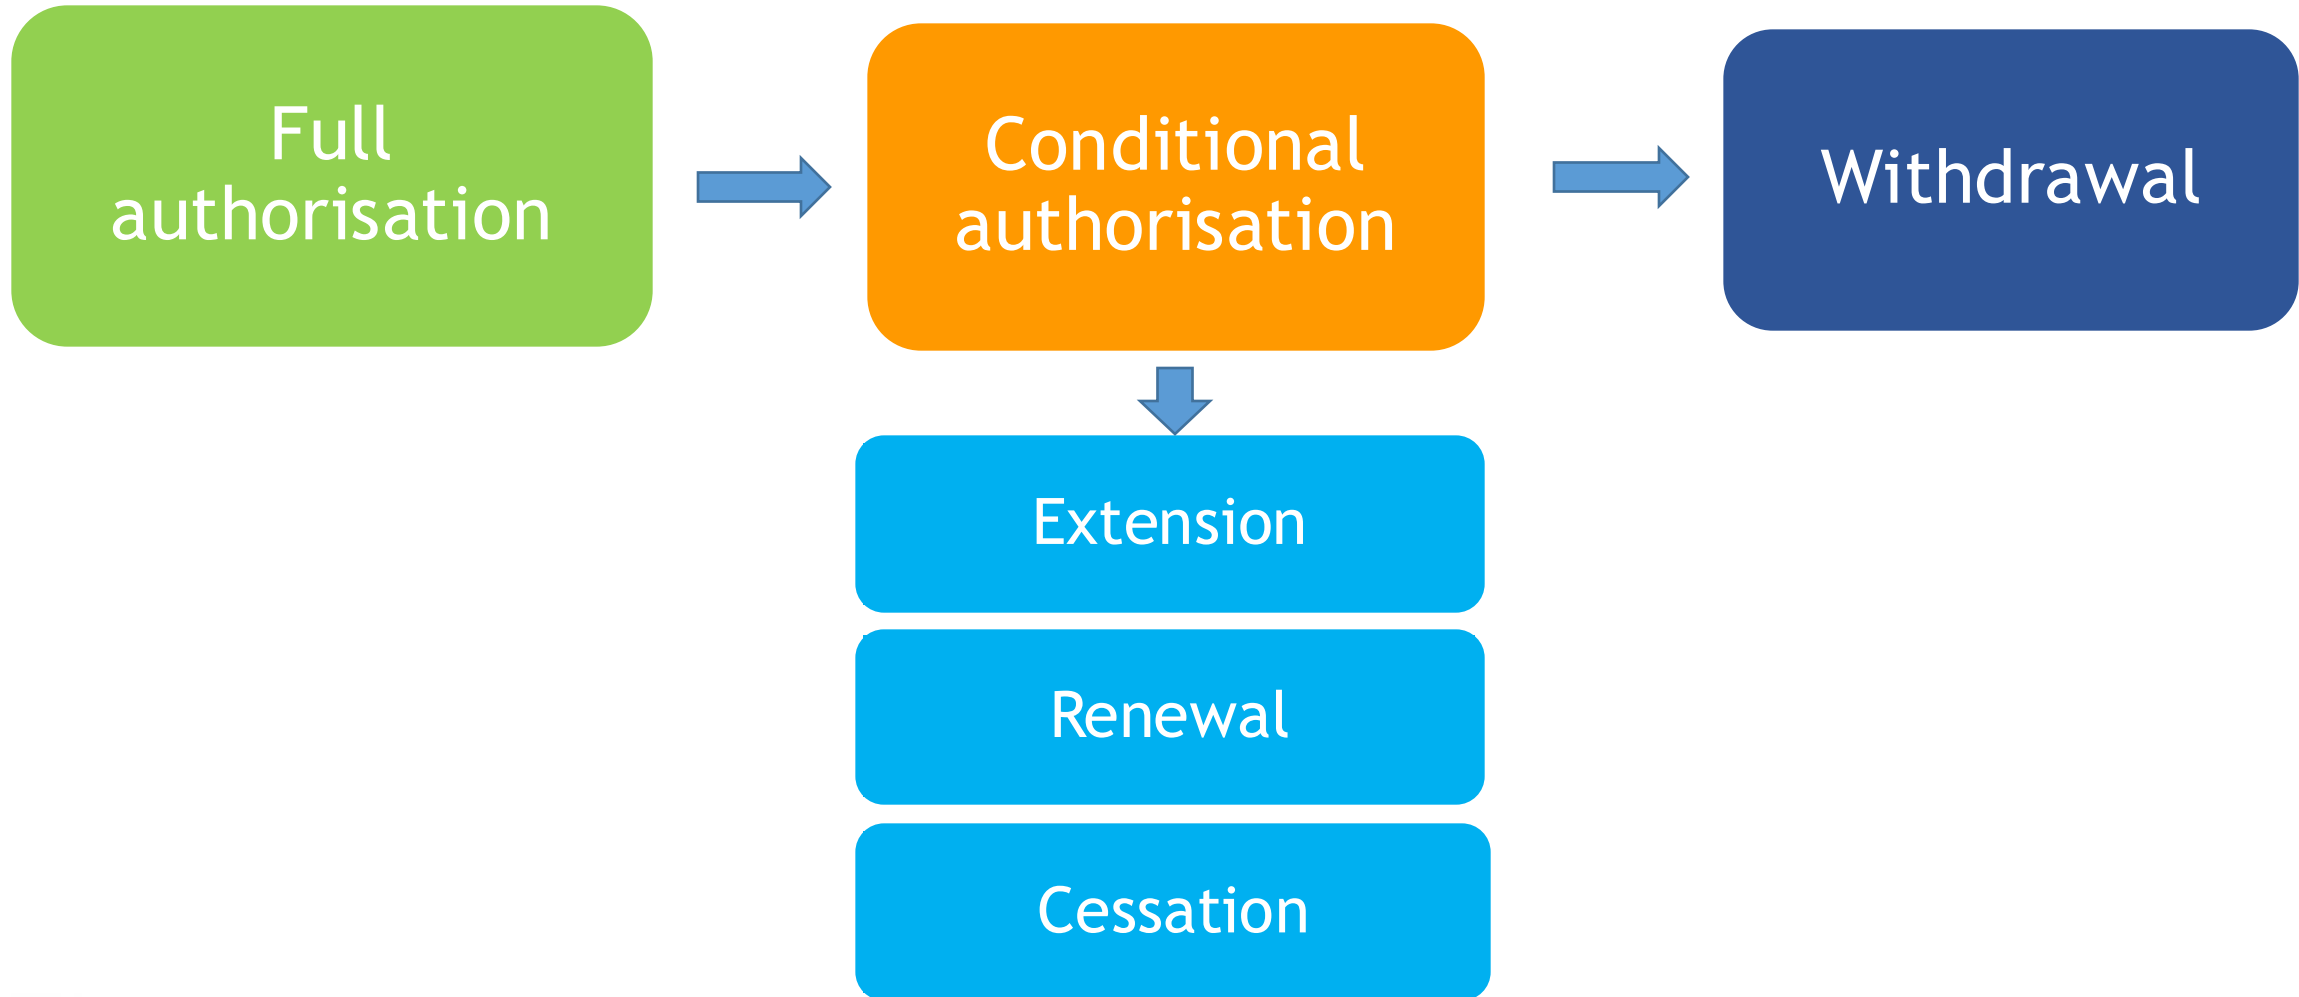 Full
authorisation
Conditional
authorisation
Withdrawal
Extension
Renewal
Cessation